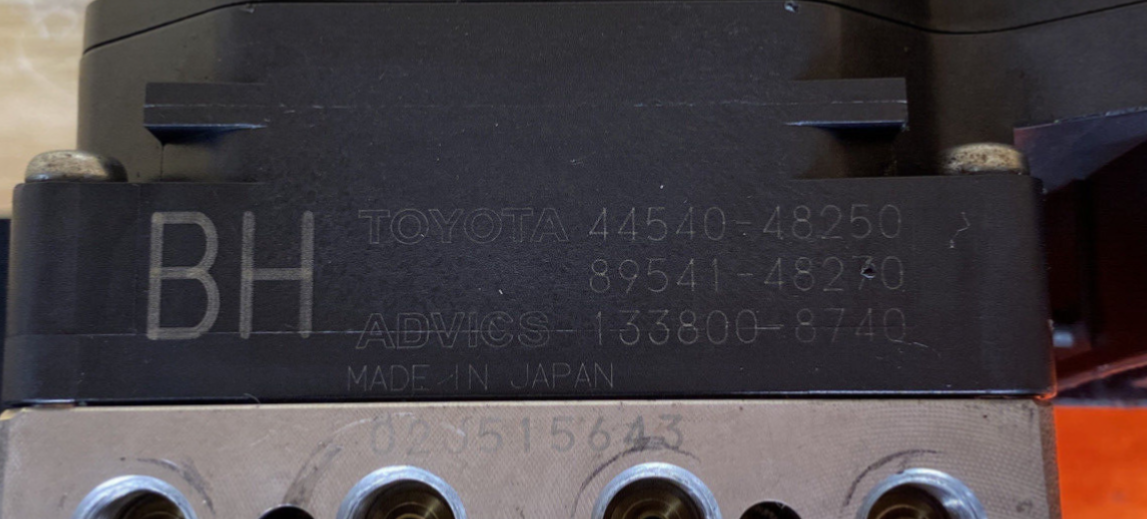 BH
TOYOTA 44540-48250
89541-48270
ADVICS 133800-8740
MADE IN JAPAN